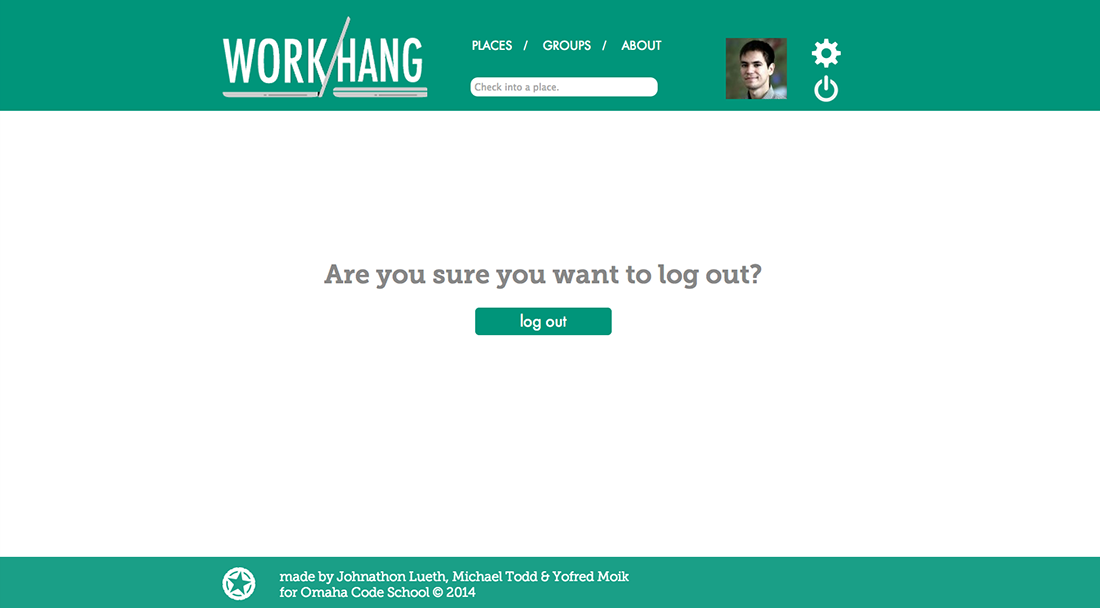 WORK/HANG
PLACES / GROUPS / ABOUT
Check into a place.
Are you sure you want to log out?
log out
made by Johnathon Lueth, Michael Todd & Yofred Moik
for Omaha Code School © 2014